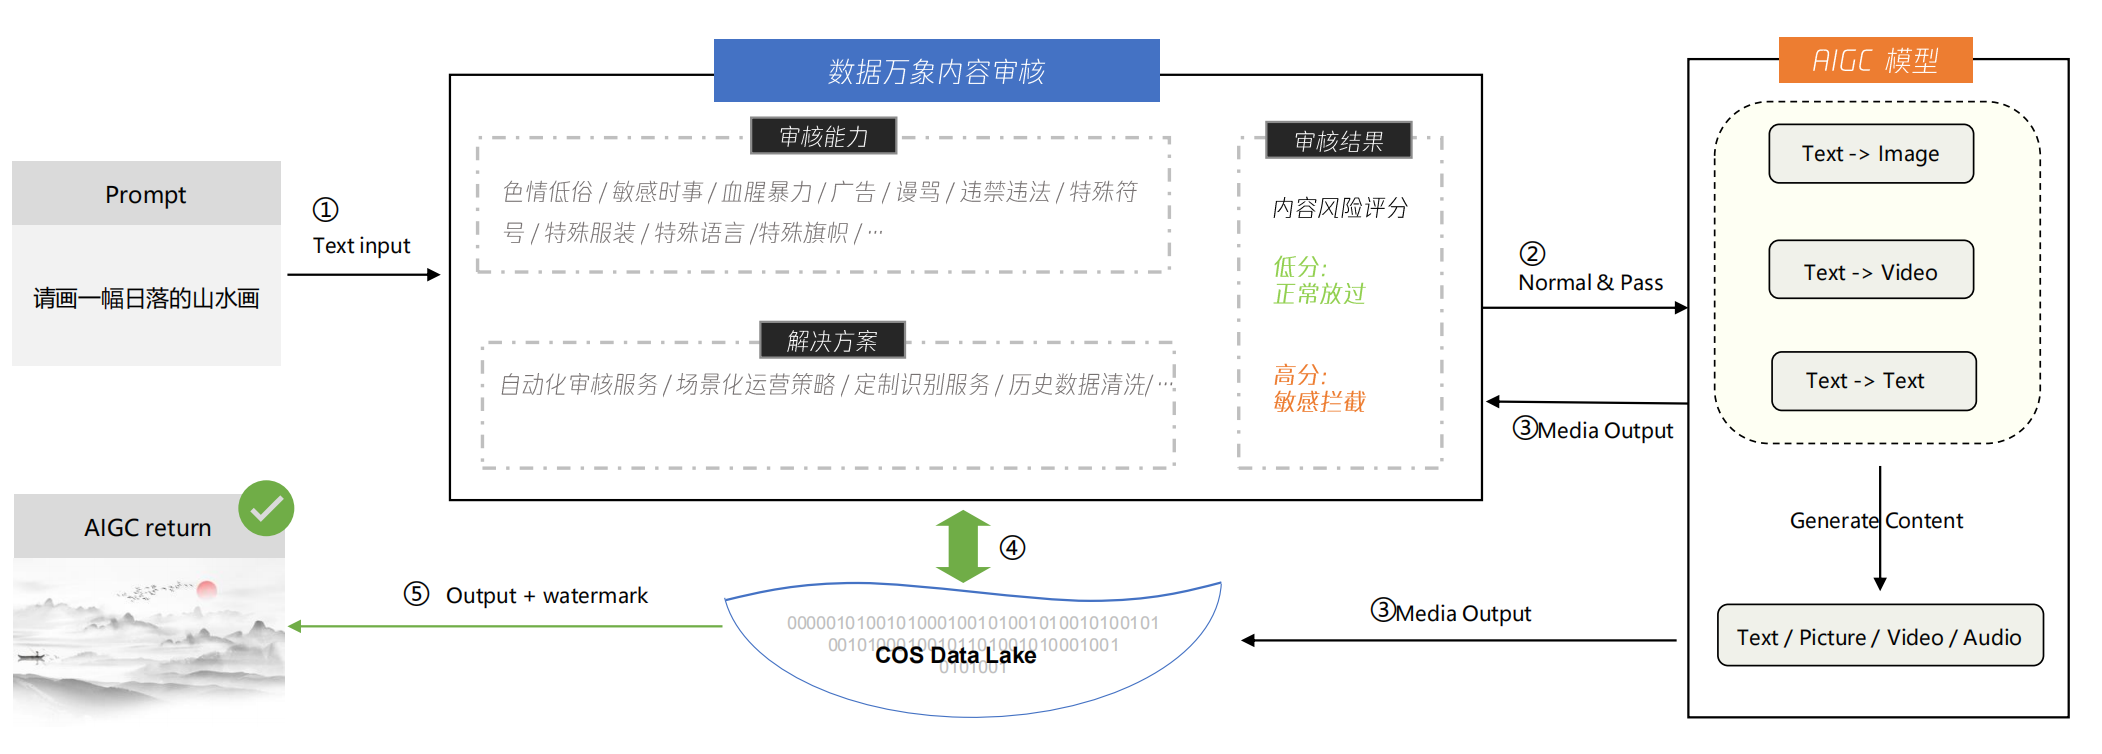 Prompt
请画一幅日落的山水画
①
Text input
数据万象内容审核
审核能力
色情低俗 / 敏感时事 / 血腥暴力 / 广告 / 谩骂 / 违禁违法 / 特殊符
号 / 特殊服装 / 特殊语言 /特殊旗帜 / …
解决方案
自动化审核服务 / 场景化运营策略 / 定制识别服务 / 历史数据清洗/ …
审核结果
内容风险评分
低分:
正常放过
高分:
敏感拦截
②
Normal & Pass
③Media Output
AIGC 模型
Text -> Image
Text -> Video
Text -> Text
Generate Content
Text / Picture / Video / Audio
③Media Output
④
COS Data Lake
⑤ Output + watermark
AIGC return